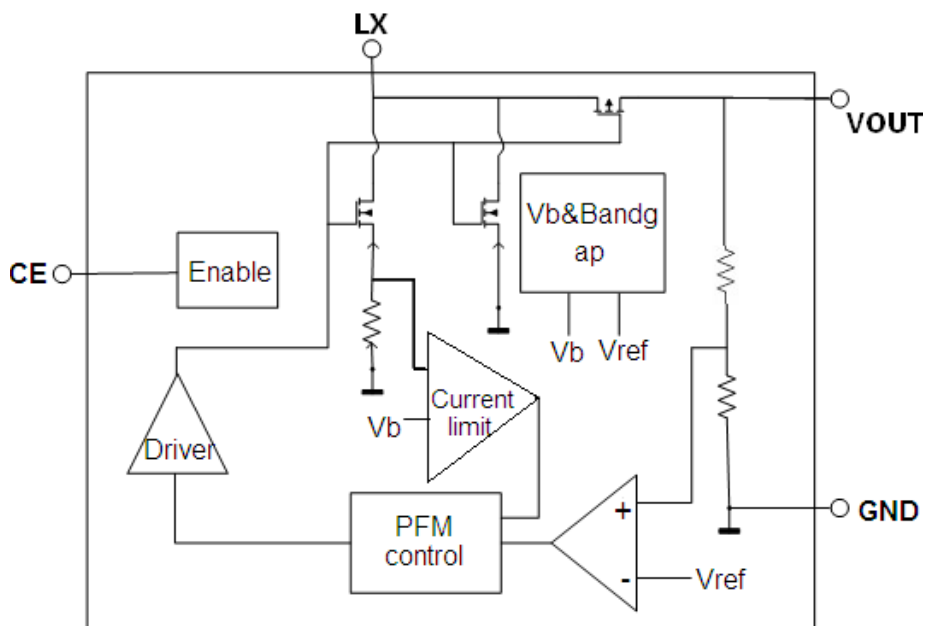 LX
VOUT
Vb&Bandg
ap
CE
Enable
Vb
Vref
Current
limit
Vb
Driver
PFM
control
+
-
GND
Vref